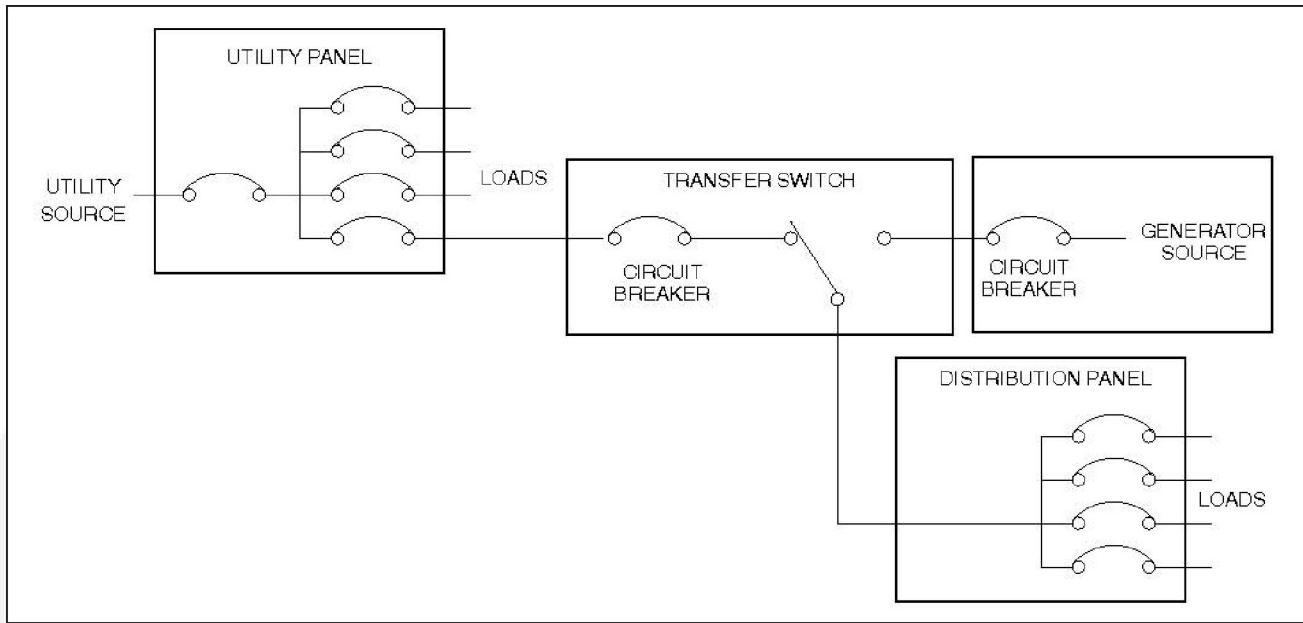 UTILITY PANEL
UTILITY
SOURCE
LOADS
TRANSFER SWITCH
CIRCUIT
BREAKER
CIRCUIT
BREAKER
GENERATOR
SOURCE
DISTRIBUTION PANEL
LOADS